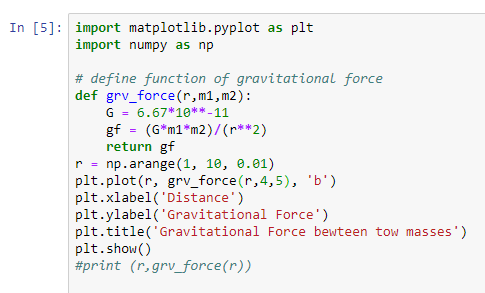 In [5]: import matplotlib.pyplot as plt
import numpy as np
# define function of gravitational force
def grv_force(r,m1,m2):
G = 6.67*10**-11
gf = (G*m1*m2)/(r**2)
return gf
r = np.arange(1, 10, 0.01)
plt.plot(r, grv_force(r,4,5), 'b')
plt.xlabel('Distance')
plt.ylabel('Gravitational Force')
plt.title('Gravitational Force bewteen tow masses')
plt.show()
#print (r,grv_force(r))